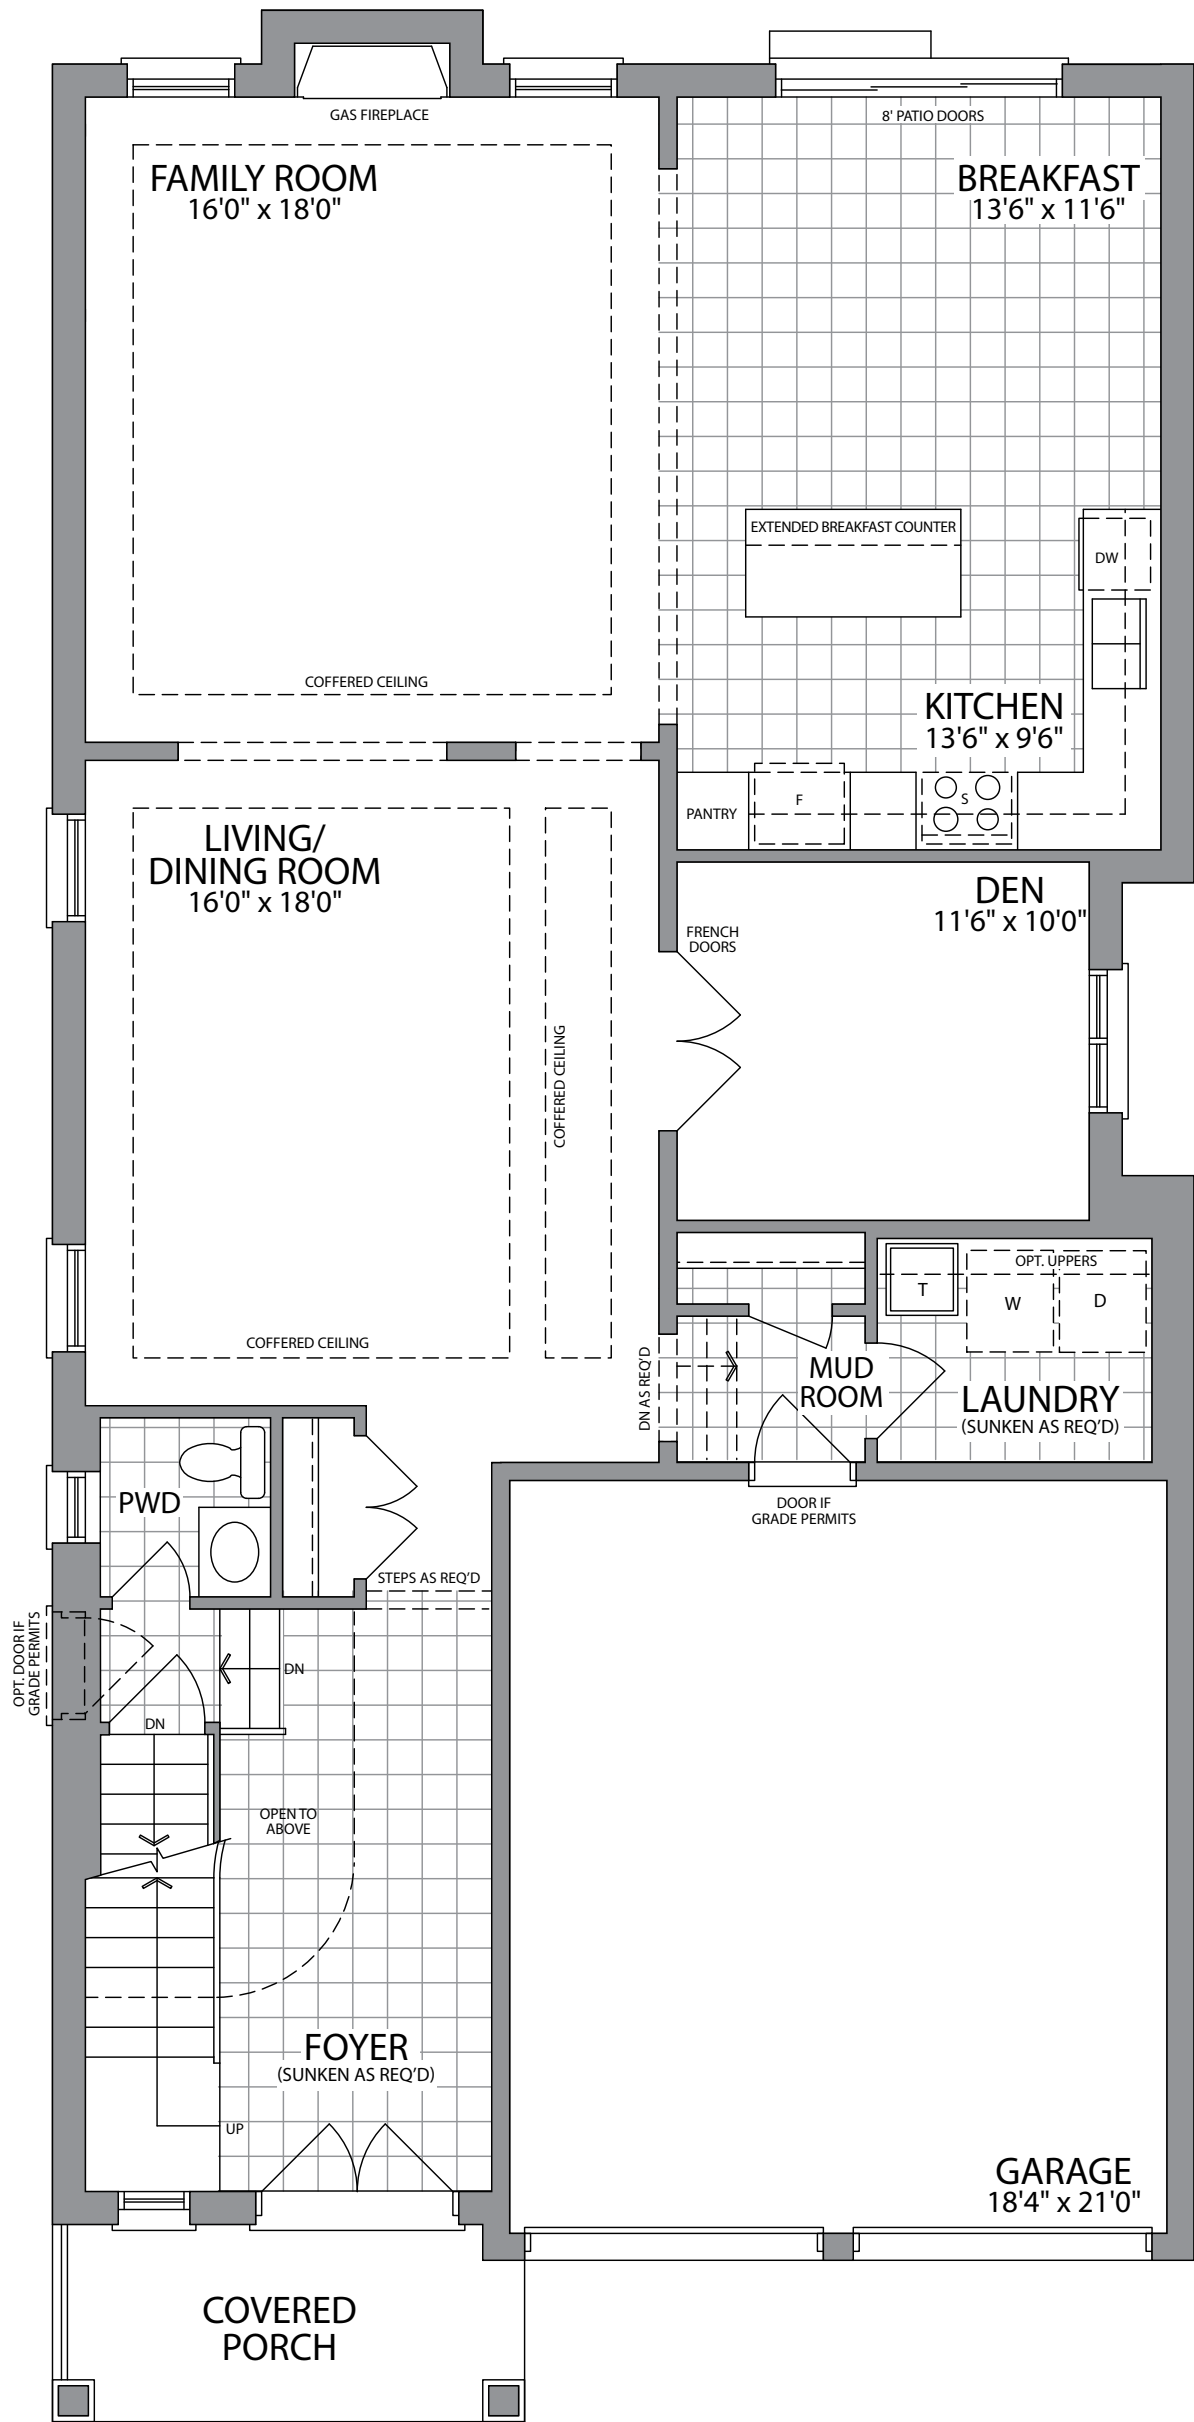 GAS FIREPLACE
8' PATIO DOORS
FAMILY ROOM
16'0" x 18'0"
BREAKFAST
13'6" x 11'6"
EXTENDED BREAKFAST COUNTER
DW
COFFERED CEILING
KITCHEN
13'6" x 9'6"
PANTRY
F
S
LIVING/
DINING ROOM
16'0" x 18'0"
DEN
11'6" x 10'0"
FRENCH
DOORS
COFFERED CEILING
COFFERED CEILING
OPT. UPPERS
T
W
D
DN AS REQ'D
MUD
ROOM
LAUNDRY
(SUNKEN AS REQ'D)
PWD
DOOR IF
GRADE PERMITS
STEPS AS REQ'D
OPT. DOOR IF
GRADE PERMITS
DN
DN
OPEN TO
ABOVE
FOYER
(SUNKEN AS REQ'D)
UP
GARAGE
18'4" x 21'0"
COVERED
PORCH